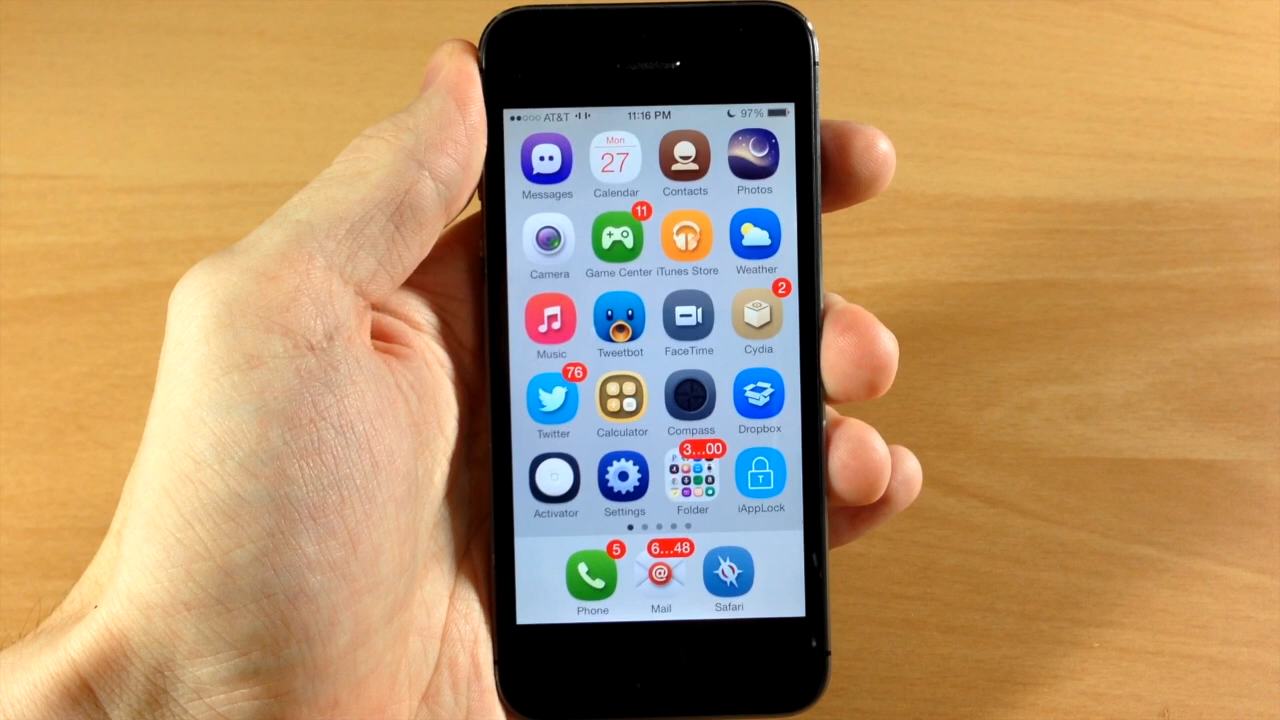 AT&T 11:16 PM 97%
Mon
27
Messages Calendar Contacts Photos
11
Camera Game Center iTunes Store Weather
2
Music Tweetbot FaceTime Cydia
76
Twitter Calculator Compass Dropbox
3...00
T
Activator Settings Folder iAppLock
5 6...48
@
Phone Mail Safari